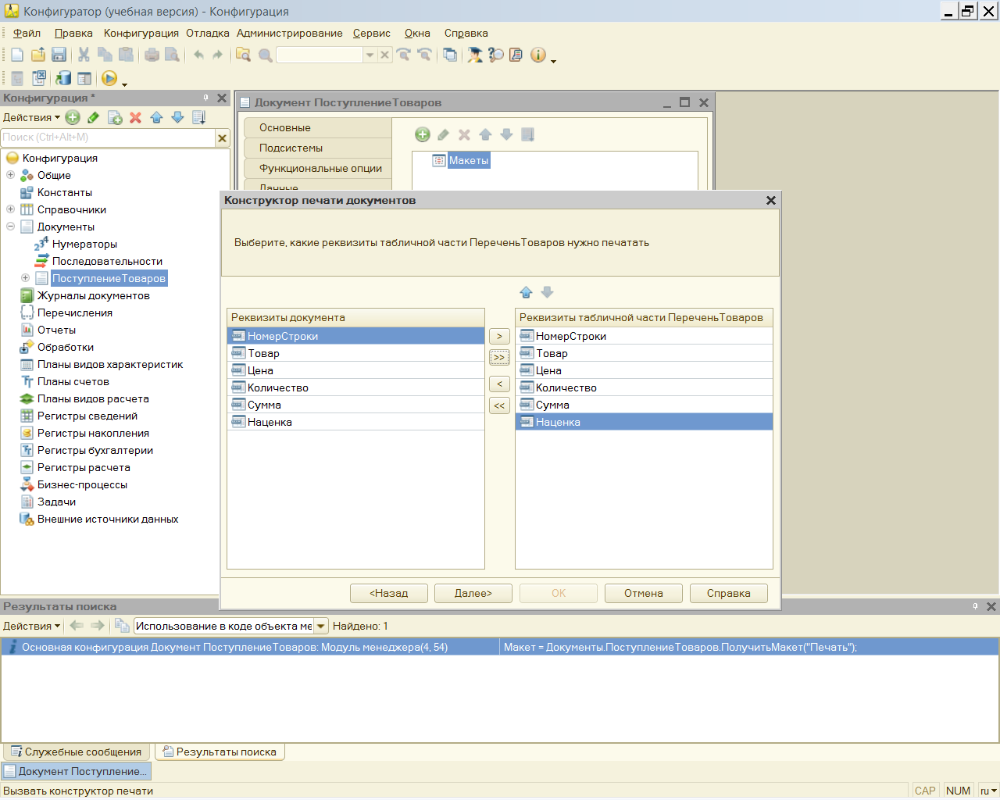 Конфигуратор (учебная версия) - Конфигурация
Файл Правка Конфигурация Отладка Администрирование Сервис Окна Справка
Конфигурация *
Действия
Поиск (Ctrl+Alt+M)
Конфигурация
Общие
Константы
Справочники
Документы
Нумераторы
Последовательности
ПоступлениеТоваров
Журналы документов
Перечисления
Отчеты
Обработки
Планы видов характеристик
Планы счетов
Планы видов расчета
Регистры сведений
Регистры накопления
Регистры бухгалтерии
Регистры расчета
Бизнес-процессы
Задачи
Внешние источники данных
Документ ПоступлениеТоваров
Основные
Подсистемы
Функциональные опции
Данные
Макеты
Конструктор печати документов
Выберите, какие реквизиты табличной части ПереченьТоваров нужно печатать
Реквизиты документа
НомерСтроки
Товар
Цена
Количество
Сумма
Наценка
>
>>
<
<<
Реквизиты табличной части ПереченьТоваров
НомерСтроки
Товар
Цена
Количество
Сумма
Наценка
<Назад Далее> OK Отмена Справка
Результаты поиска
Действия Использование в коде объекта ме Найдено: 1
Основная конфигурация Документ ПоступлениеТоваров: Модуль менеджера(4, 54) Макет = Документы.ПоступлениеТоваров.ПолучитьМакет("Печать");
Служебные сообщения Результаты поиска
Документ Поступление...
Вызвать конструктор печати CAP NUM ru